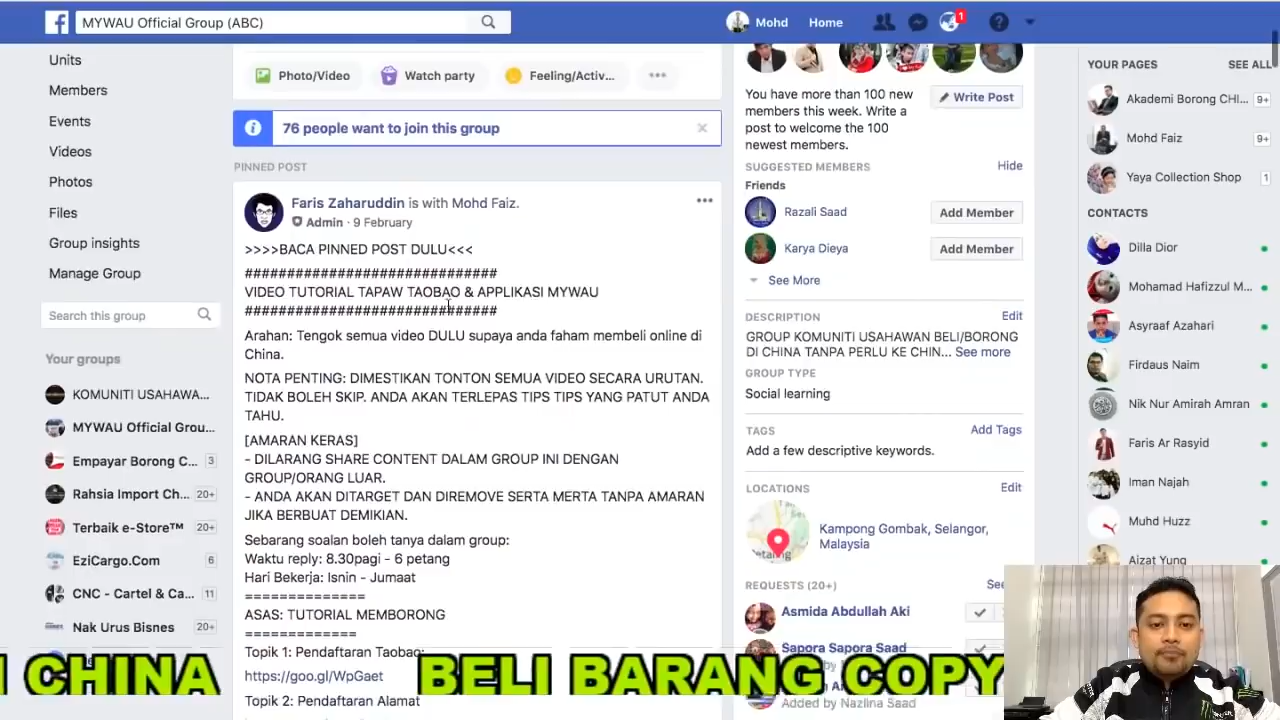 MYWAU Official Group (ABC)
Mohd
Home
1
Units
Members
Events
Videos
Photos
Files
Group insights
Manage Group
Search this group
Your groups
KOMUNITI USAHAWA...
MYWAU Official Grou...
Empayar Borong C... 3
Rahsia Import Ch... 20+
Terbaik e-Store™ 20+
EziCargo.Com 6
CNC - Cartel & Ca... 11
Nak Urus Bisnes 20+
Photo/Video
Watch party
Feeling/Activ...
76 people want to join this group
PINNED POST
Faris Zaharuddin is with Mohd Faiz.
Admin · 9 February
>>>>BACA PINNED POST DULU<<<
##############################
VIDEO TUTORIAL TAPAW TAOBAO & APPLIKASI MYWAU
##############################
Arahan: Tengok semua video DULU supaya anda faham membeli online di
China.
NOTA PENTING: DIMESTIKAN TONTON SEMUA VIDEO SECARA URUTAN.
TIDAK BOLEH SKIP. ANDA AKAN TERLEPAS TIPS TIPS YANG PATUT ANDA
TAHU.
[AMARAN KERAS]
- DILARANG SHARE CONTENT DALAM GROUP INI DENGAN
GROUP/ORANG LUAR.
- ANDA AKAN DITARGET DAN DIREMOVE SERTA MERTA TANPA AMARAN
JIKA BERBUAT DEMIKIAN.
Sebarang soalan boleh tanya dalam group:
Waktu reply: 8.30pagi - 6 petang
Hari Bekerja: Isnin - Jumaat
==============
ASAS: TUTORIAL MEMBORONG
=============
Topik 1: Pendaftaran Taobao:
https://goo.gl/WpGaet
Topik 2: Pendaftaran Alamat
You have more than 100 new
members this week. Write a
post to welcome the 100
newest members.
Write Post
SUGGESTED MEMBERS
Hide
Friends
Razali Saad
Add Member
Karya Dieya
Add Member
See More
DESCRIPTION
Edit
GROUP KOMUNITI USAHAWAN BELI/BORONG
DI CHINA TANPA PERLU KE CHIN... See more
GROUP TYPE
Social learning
TAGS
Add Tags
Add a few descriptive keywords.
LOCATIONS
Edit
Kampong Gombak, Selangor,
Malaysia
REQUESTS (20+)
Asmida Abdullah Aki
Sapora Sapora Saad
Added by Nazlina Saad
YOUR PAGES
SEE ALL
Akademi Borong CHI... 9+
Mohd Faiz 9+
Yaya Collection Shop 1
CONTACTS
Dilla Dior
Mohamad Hafizzul M...
Asyraaf Azahari
Firdaus Naim
Nik Nur Amirah Amran
Faris Ar Rasyid
Iman Najah
Muhd Huzz
Aizat Yung
CHINA
BELI BARANG COPY